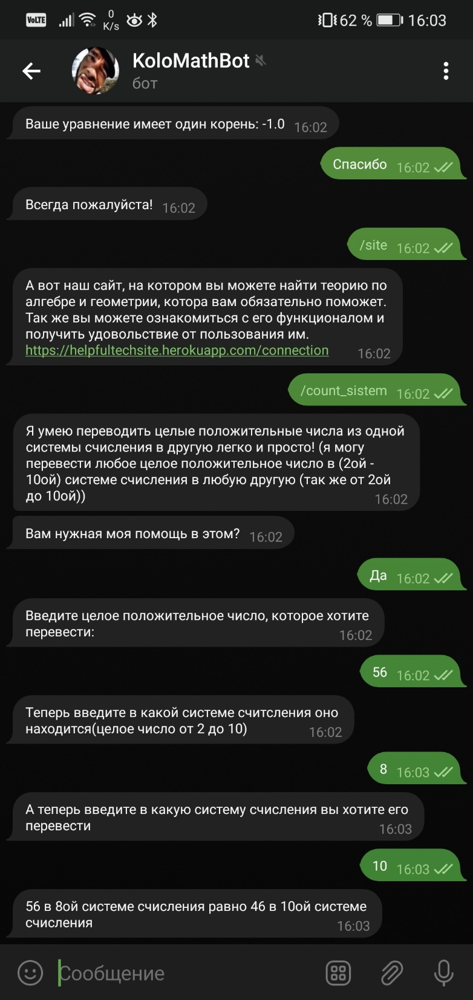 VoLTE 0 K/s 62 % 16:03
KoloMathBot
бот
Ваше уравнение имеет один корень: -1.0 16:02
Спасибо 16:02
Всегда пожалуйста! 16:02
/site 16:02
А вот наш сайт, на котором вы можете найти теорию по
алгебре и геометрии, котора вам обязательно поможет.
Так же вы можете ознакомиться с его функционалом и
получить удовольствие от пользования им.
https://helpfultechsite.herokuapp.com/connection 16:02
/count_sistem 16:02
Я умею переводить целые положительные числа из одной
системы счисления в другую легко и просто! (я могу
перевести любое целое положительное число в (2ой -
10ой) системе счисления в любую другую (так же от 2ой
до 10ой)) 16:02
Вам нужная моя помощь в этом? 16:02
Да 16:02
Введите целое положительное число, которое хотите
перевести: 16:02
56 16:02
Теперь введите в какой системе считсления оно
находится(целое число от 2 до 10) 16:02
8 16:03
А теперь введите в какую систему счисления вы хотите его
перевести 16:03
10 16:03
56 в 8ой системе счисления равно 46 в 10ой системе
счисления 16:03
Сообщение